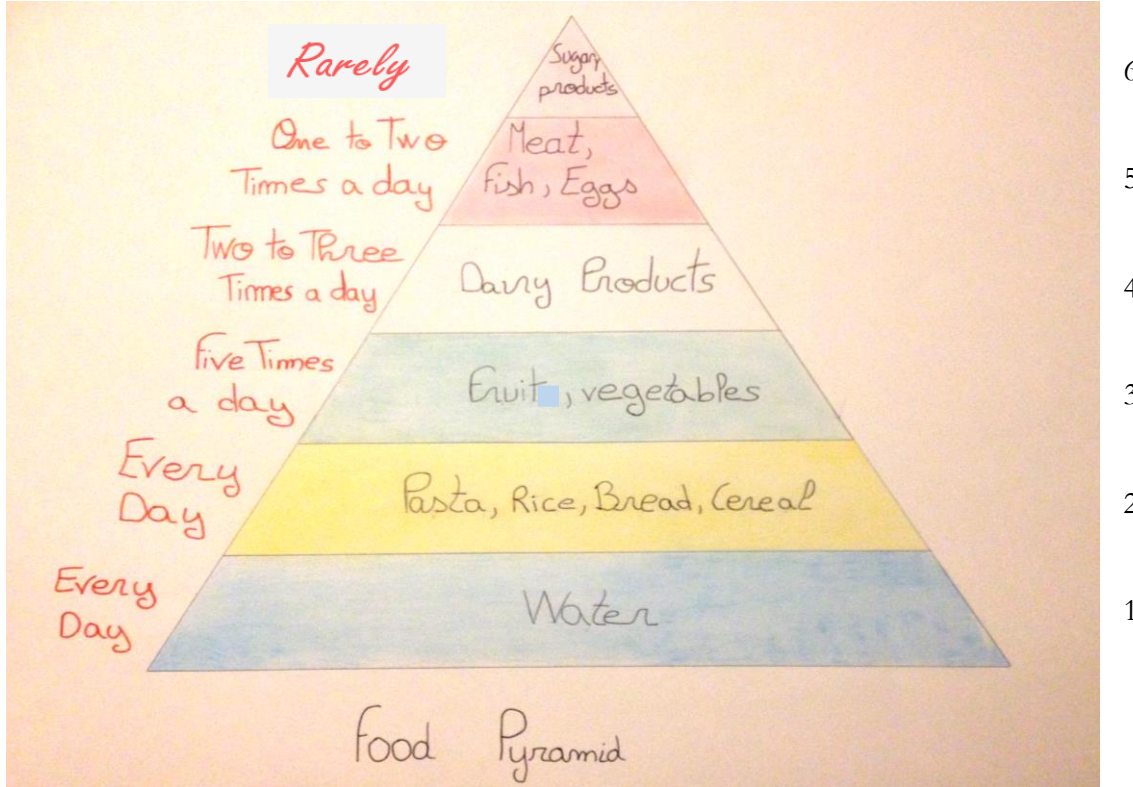 Rarely
Sugary
products
6
One to Two
Times a day
Meat,
Fish, Eggs
5
Two to Three
Times a day
Dairy Products
4
Five Times
a day
Fruit , vegetables
3
Every
Day
Pasta, Rice, Bread, Cereal
2
Every
Day
Water
1
Food Pyramid